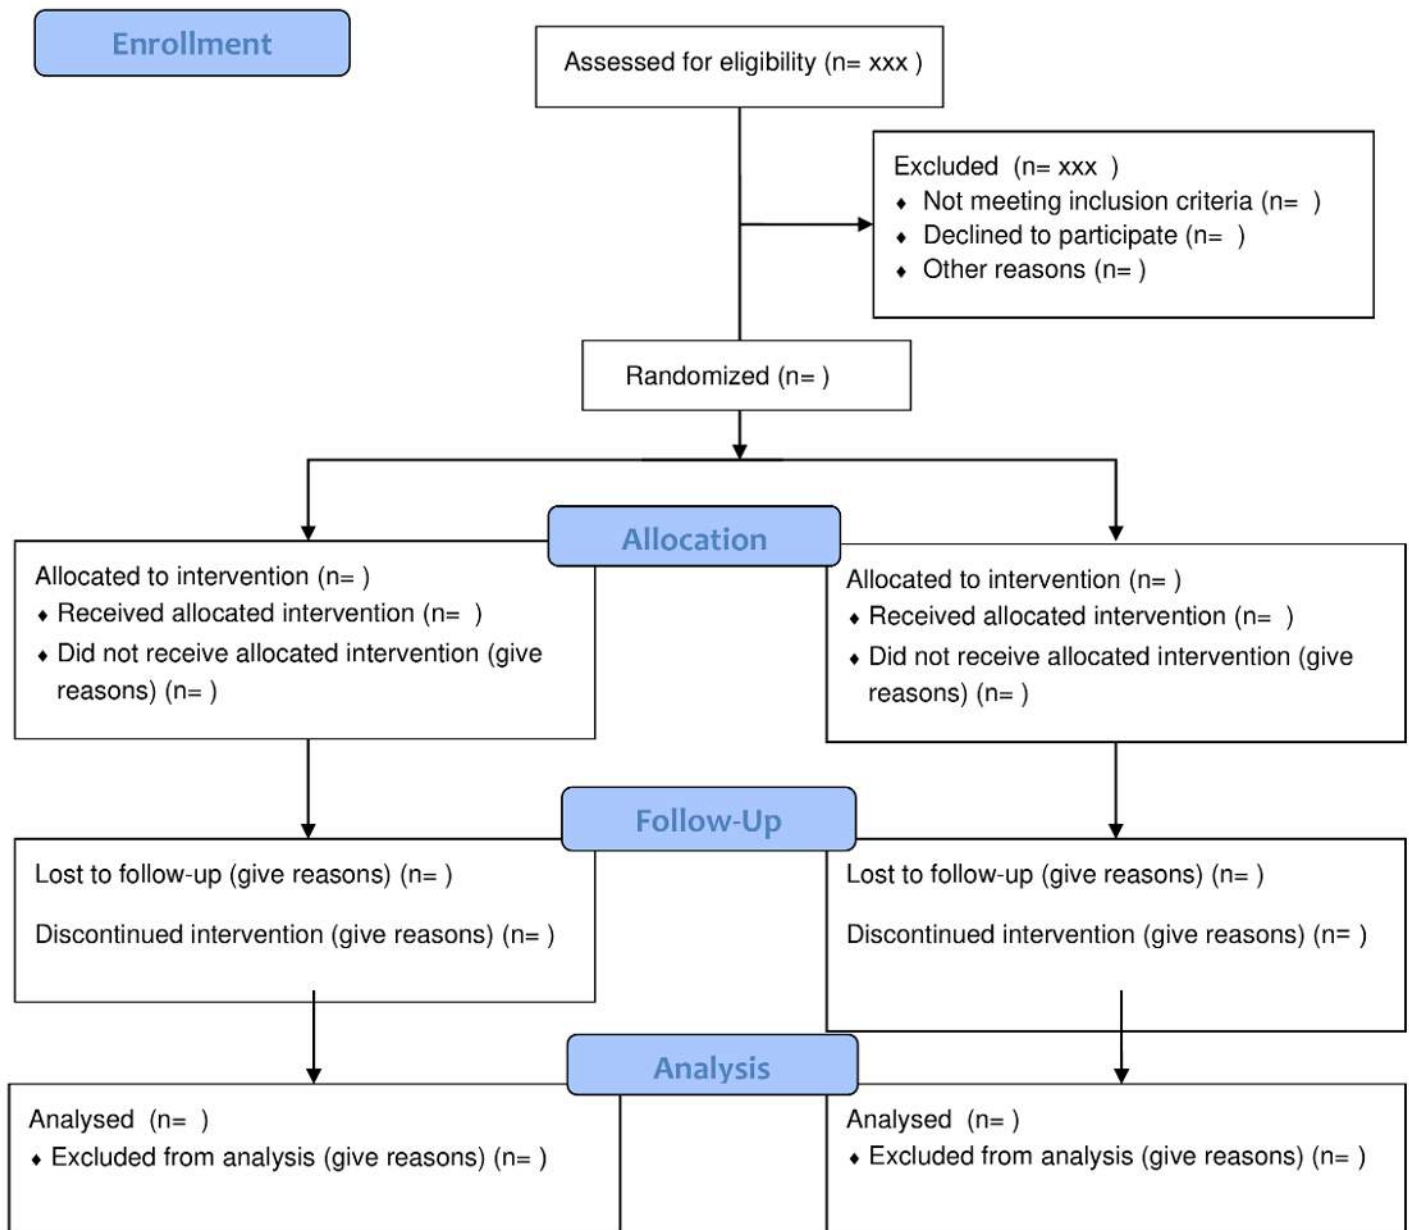 Enrollment
Assessed for eligibility (n= xxx )
Excluded  (n= xxx  )
⬧ Not meeting inclusion criteria (n=  )
⬧ Declined to participate (n=  )
⬧ Other reasons (n= )
Randomized (n= )
Allocation
Allocated to intervention (n= )
⬧ Received allocated intervention (n=  )
⬧ Did not receive allocated intervention (give
reasons) (n= )
Allocated to intervention (n= )
⬧ Received allocated intervention (n=  )
⬧ Did not receive allocated intervention (give
reasons) (n= )
Follow-Up
Lost to follow-up (give reasons) (n= )
Discontinued intervention (give reasons) (n= )
Lost to follow-up (give reasons) (n= )
Discontinued intervention (give reasons) (n= )
Analysis
Analysed  (n=  )
⬧ Excluded from analysis (give reasons) (n= )
Analysed  (n= )
⬧ Excluded from analysis (give reasons) (n= )